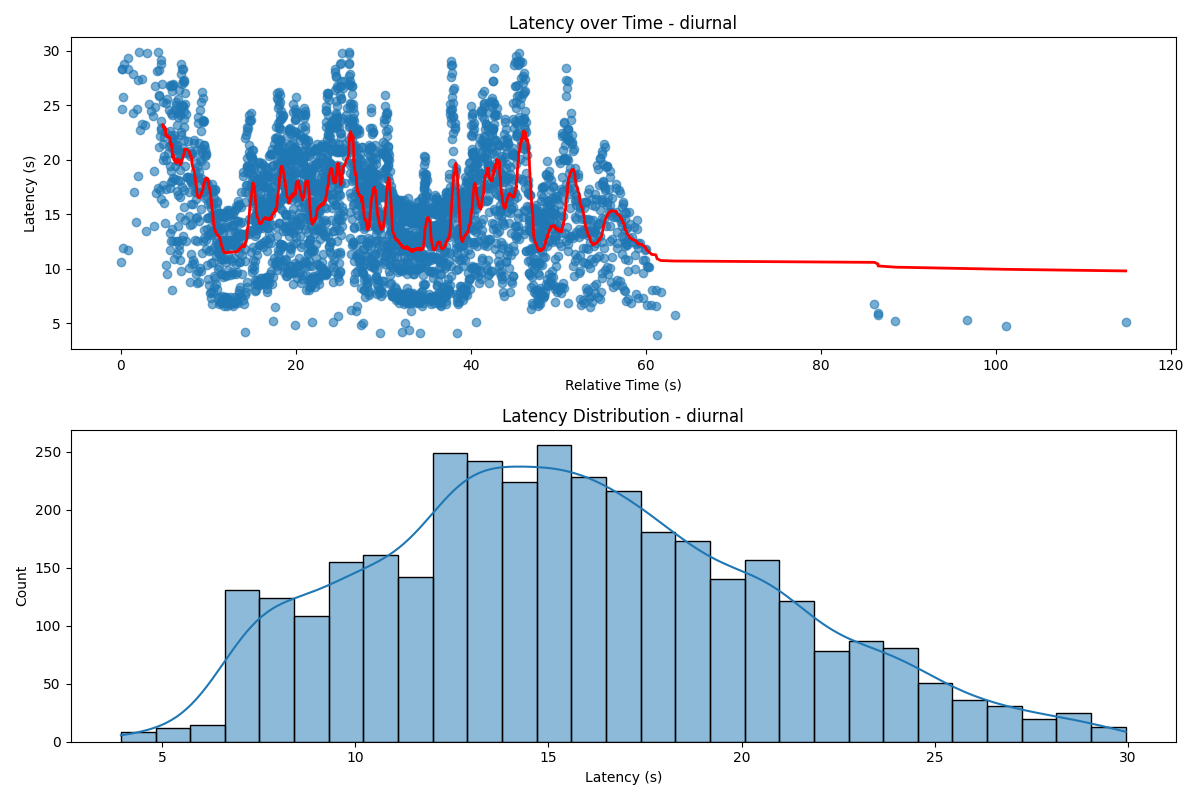 Latency over Time - diurnal
30
25
20
15
10
5
Latency (s)
0 20 40 60 80 100 120
Relative Time (s)
Latency Distribution - diurnal
250
200
150
100
50
0
Count
5 10 15 20 25 30
Latency (s)